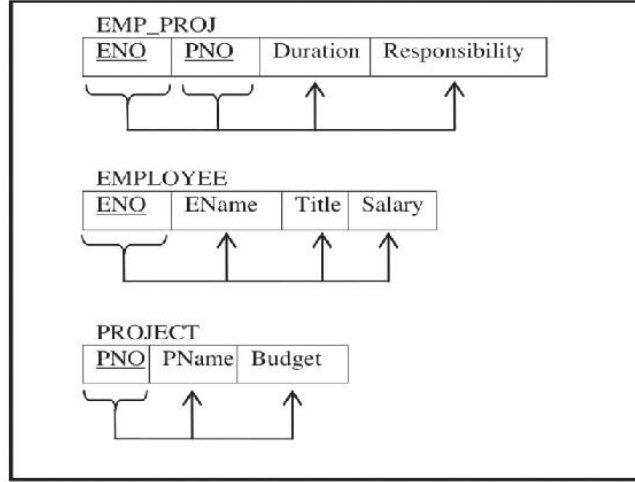 EMP_PROJ
ENO PNO Duration Responsibility
EMPLOYEE
ENO EName Title Salary
PROJECT
PNO PName Budget